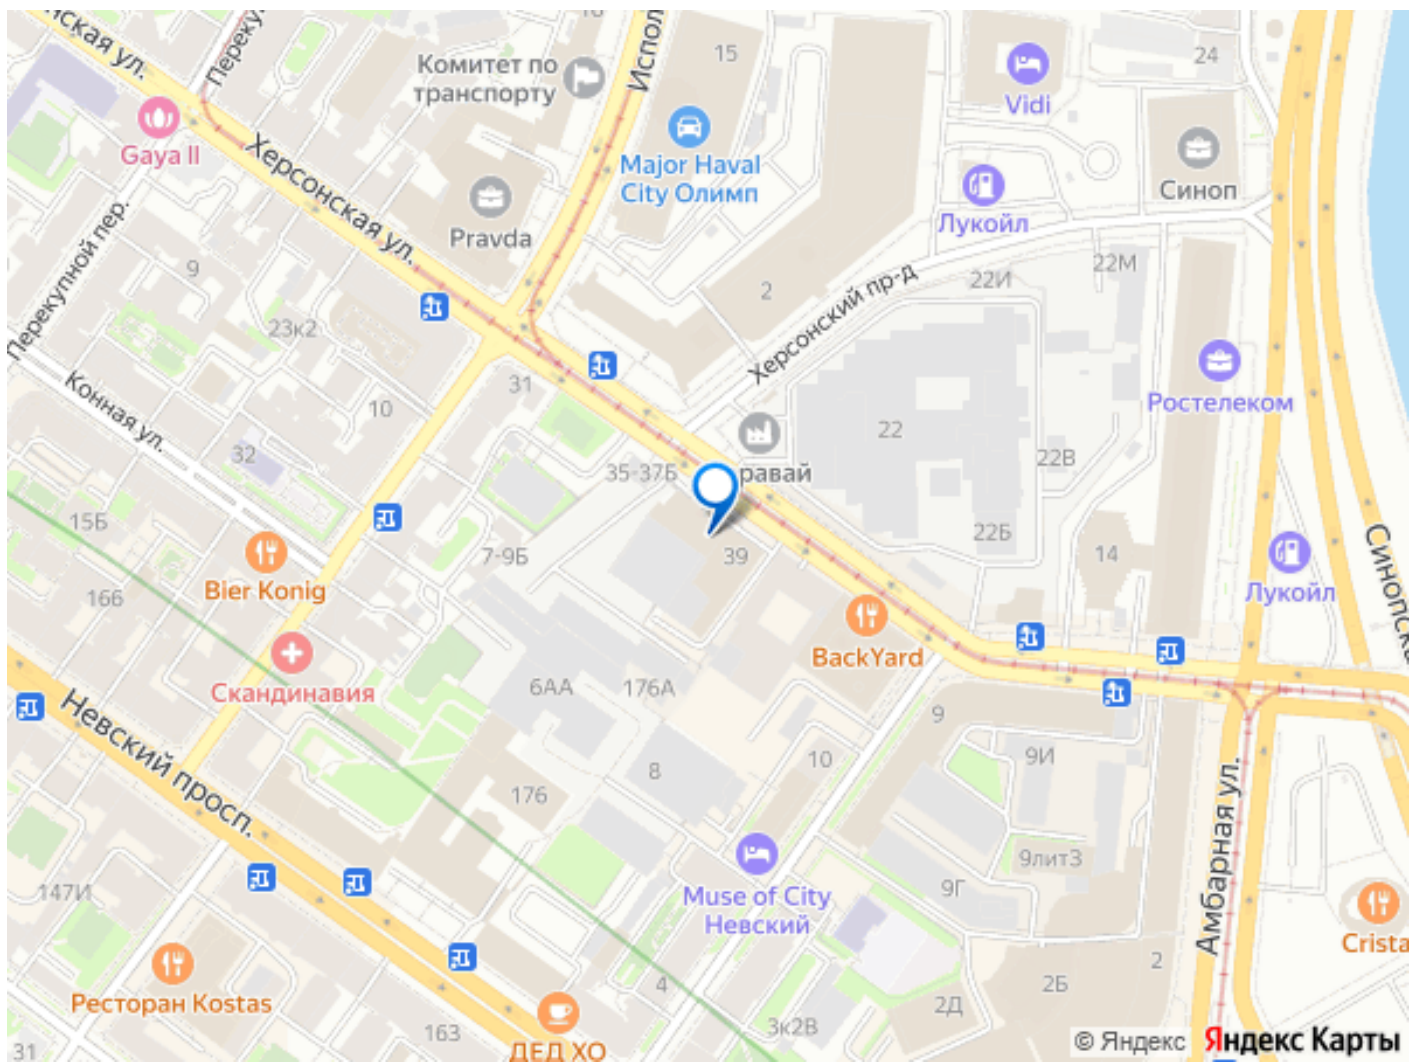 нская ул.
Переку
Gaya II
Комитет по
транспорту
Испол
15
Major Haval
City Олимп
Vidi
24
Синоп
Лукойл
Pravda
Херсонская ул.
Перекупной пер.
9
23к2
2
Херсонский пр-д
22И
22М
Конная ул.
10
31
32
Ростелеком
22
22В
22Б
равай
35-37Б
39
7-9Б
15Б
166
Bier Konig
14
Лукойл
Синопска
BackYard
Скандинавия
6АА
176А
Невский просп.
8
10
9
9И
176
9лит3
9Г
Амбарная ул.
Muse of City
Невский
147И
Ресторан Kostas
Crista
4
2
2Б
2Д
3к2В
163
31
ДЕД ХО
© Яндекс Яндекс Карты